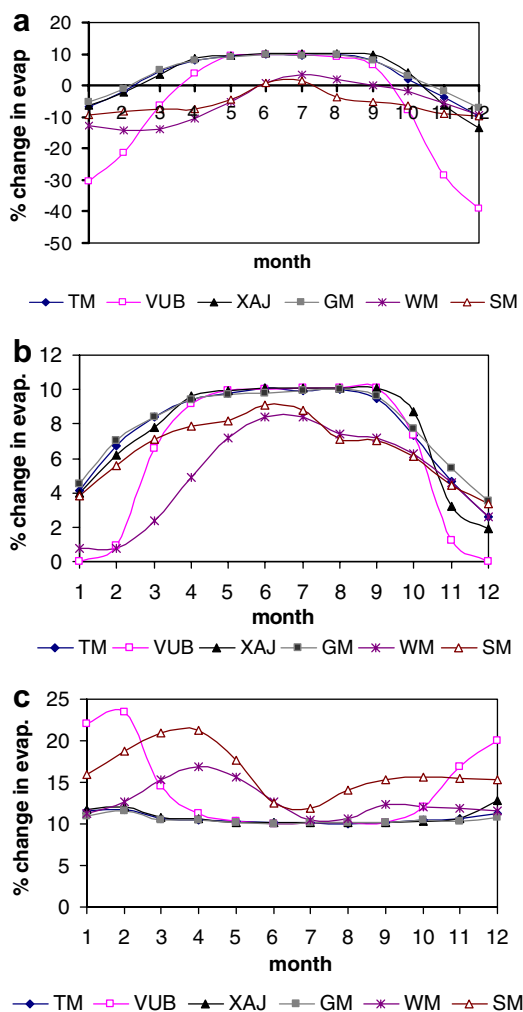 a
20
10
0
-10
-20
-30
-40
-50
% change in evap
1 2 3 4 5 6 7 8 9 10 11 12
month
TM VUB XAJ GM WM SM
b
12
10
8
6
4
2
0
% change in evap.
1 2 3 4 5 6 7 8 9 10 11 12
month
TM VUB XAJ GM WM SM
c
25
20
15
10
5
0
% change in evap.
1 2 3 4 5 6 7 8 9 10 11 12
month
TM VUB XAJ GM WM SM